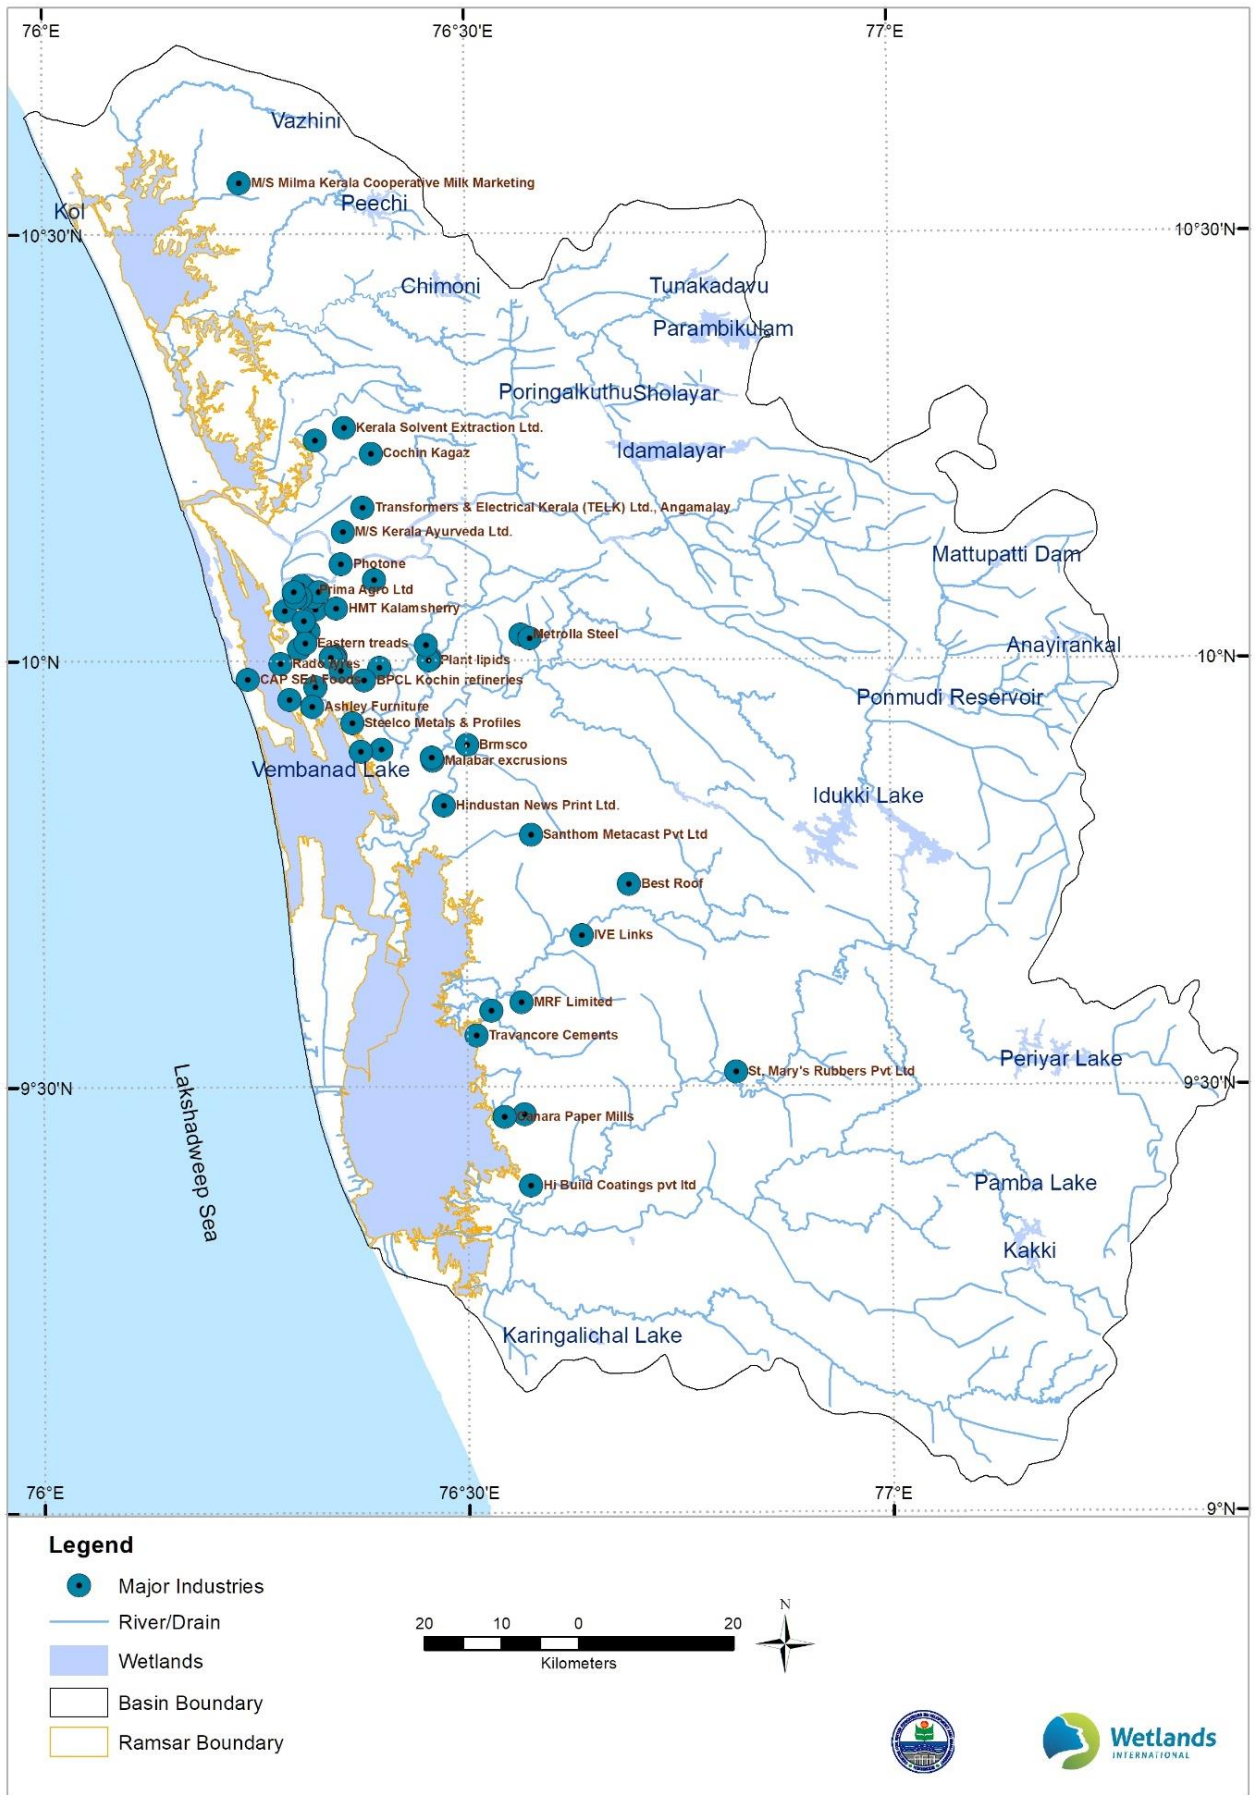 76°E 76°30'E 77°E
Vazhini
M/S Milma Kerala Cooperative Milk Marketing
Peechi
Kol
10°30'N 10°30'N
Chimoni Tunakadavu
Parambikulam
Poringalkuthu Sholayar
Kerala Solvent Extraction Ltd.
Idamalayar
Cochin Kagaz
Transformers & Electrical Kerala (TELK) Ltd., Angamalay
M/S Kerala Ayurveda Ltd.
Mattupatti Dam
Photone
Prima Agro Ltd
HMT Kalamsherry
Metrolla Steel
Eastern treads Anayirankal
10°N Rado tyres Plant lipids 10°N
CAP SEA Foods BPCL Kochin refineries
Ponmudi Reservoir
Ashley Furniture
Steelco Metals & Profiles
Brmsco
Malabar excrusions
Vembanad Lake
Idukki Lake
Hindustan News Print Ltd.
Santhom Metacast Pvt Ltd
Best Roof
IVE Links
MRF Limited
Travancore Cements
Periyar Lake
St. Mary's Rubbers Pvt Ltd
9°30'N 9°30'N
Canara Paper Mills
Lakshadweep Sea
Hi Build Coatings pvt ltd
Pamba Lake
Kakki
Karingalichal Lake
76°E 76°30'E 77°E
9°N
Legend
Major Industries
River/Drain
Wetlands
Basin Boundary
Ramsar Boundary
20 10 0 20
Kilometers
N
Wetlands
INTERNATIONAL